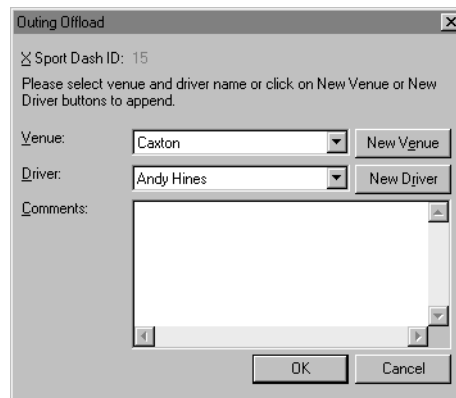 Outing Offload
X Sport Dash ID: 15
Please select venue and driver name or click on New Venue or New
Driver buttons to append.
Venue: Caxton New Venue
Driver: Andy Hines New Driver
Comments:
OK Cancel